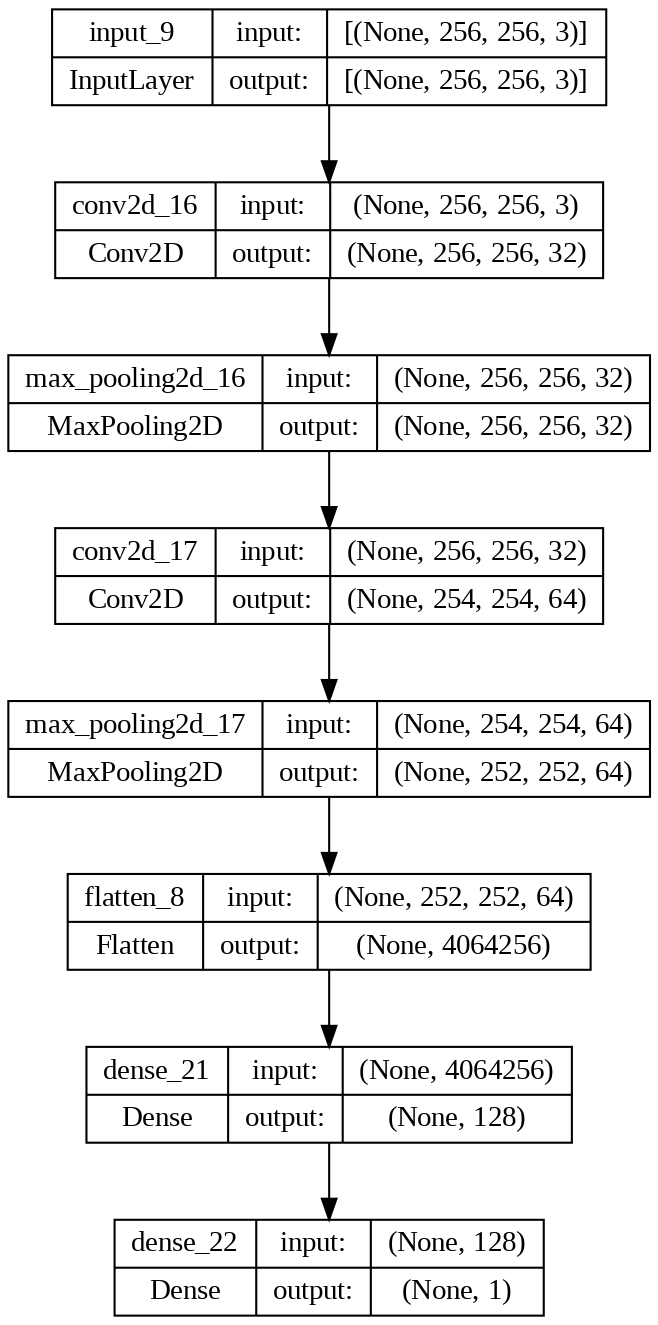 input_9 input: [(None, 256, 256, 3)]
InputLayer output: [(None, 256, 256, 3)]
conv2d_16 input: (None, 256, 256, 3)
Conv2D output: (None, 256, 256, 32)
max_pooling2d_16 input: (None, 256, 256, 32)
MaxPooling2D output: (None, 256, 256, 32)
conv2d_17 input: (None, 256, 256, 32)
Conv2D output: (None, 254, 254, 64)
max_pooling2d_17 input: (None, 254, 254, 64)
MaxPooling2D output: (None, 252, 252, 64)
flatten_8 input: (None, 252, 252, 64)
Flatten output: (None, 4064256)
dense_21 input: (None, 4064256)
Dense output: (None, 128)
dense_22 input: (None, 128)
Dense output: (None, 1)